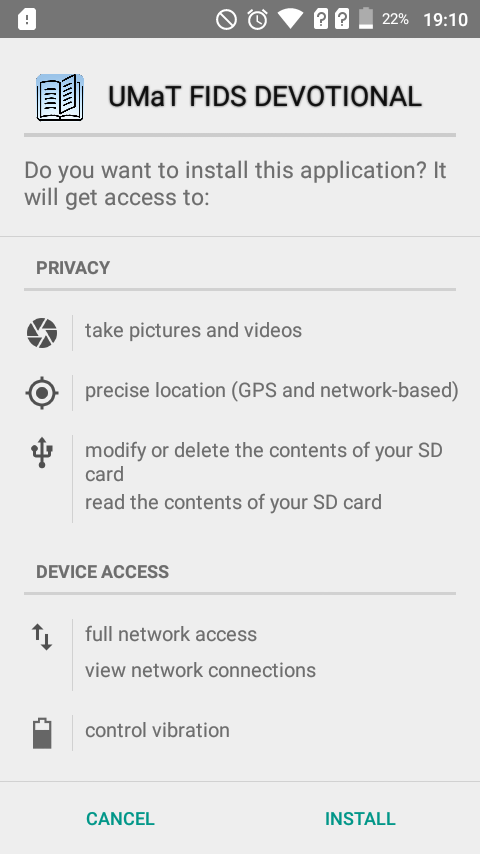 22% 19:10
UMaT FIDS DEVOTIONAL
Do you want to install this application? It
will get access to:
PRIVACY
take pictures and videos
precise location (GPS and network-based)
modify or delete the contents of your SD
card
read the contents of your SD card
DEVICE ACCESS
full network access
view network connections
control vibration
CANCEL INSTALL